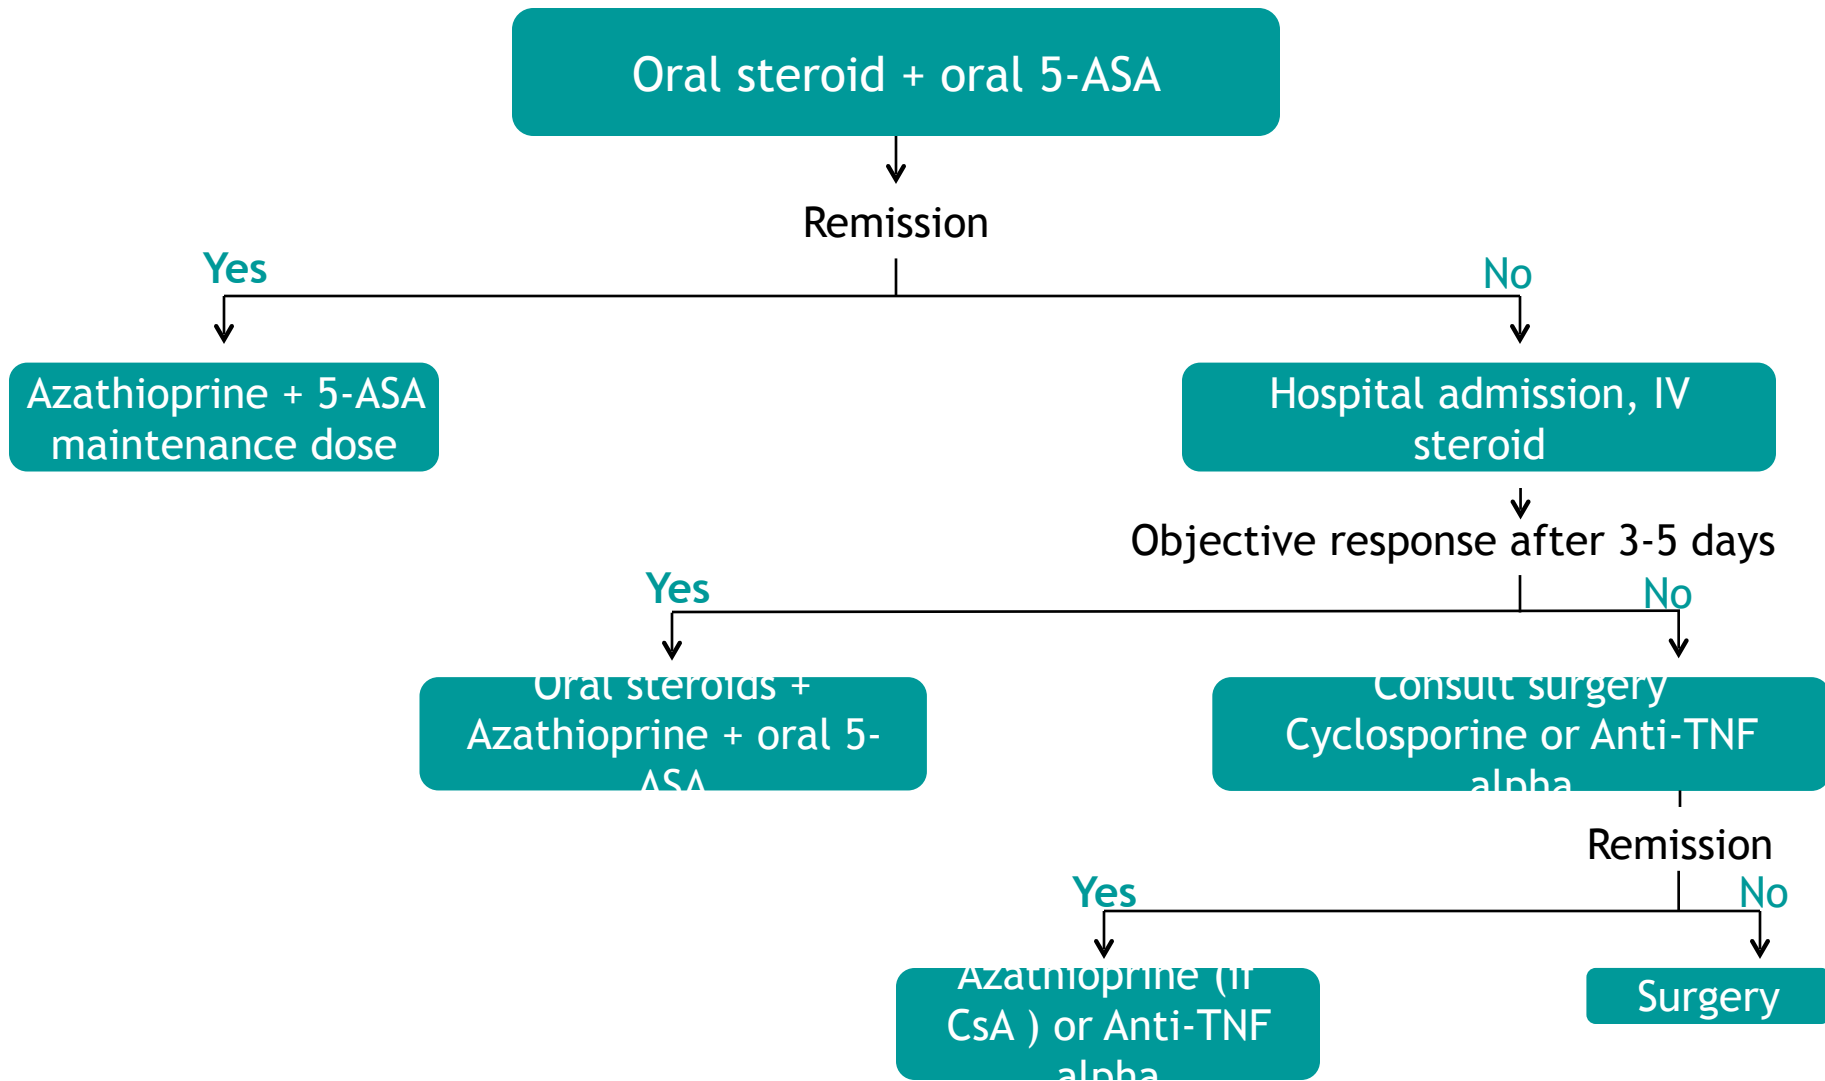 Oral steroid + oral 5-ASA
Remission
Yes
No
Azathioprine + 5-ASA
maintenance dose
Hospital admission, IV
steroid
Objective response after 3-5 days
Yes
No
Oral steroids +
Azathioprine + oral 5-
ASA
Consult surgery
Cyclosporine or Anti-TNF
alpha
Remission
Yes
No
Azathioprine (if
CsA ) or Anti-TNF
alpha
Surgery